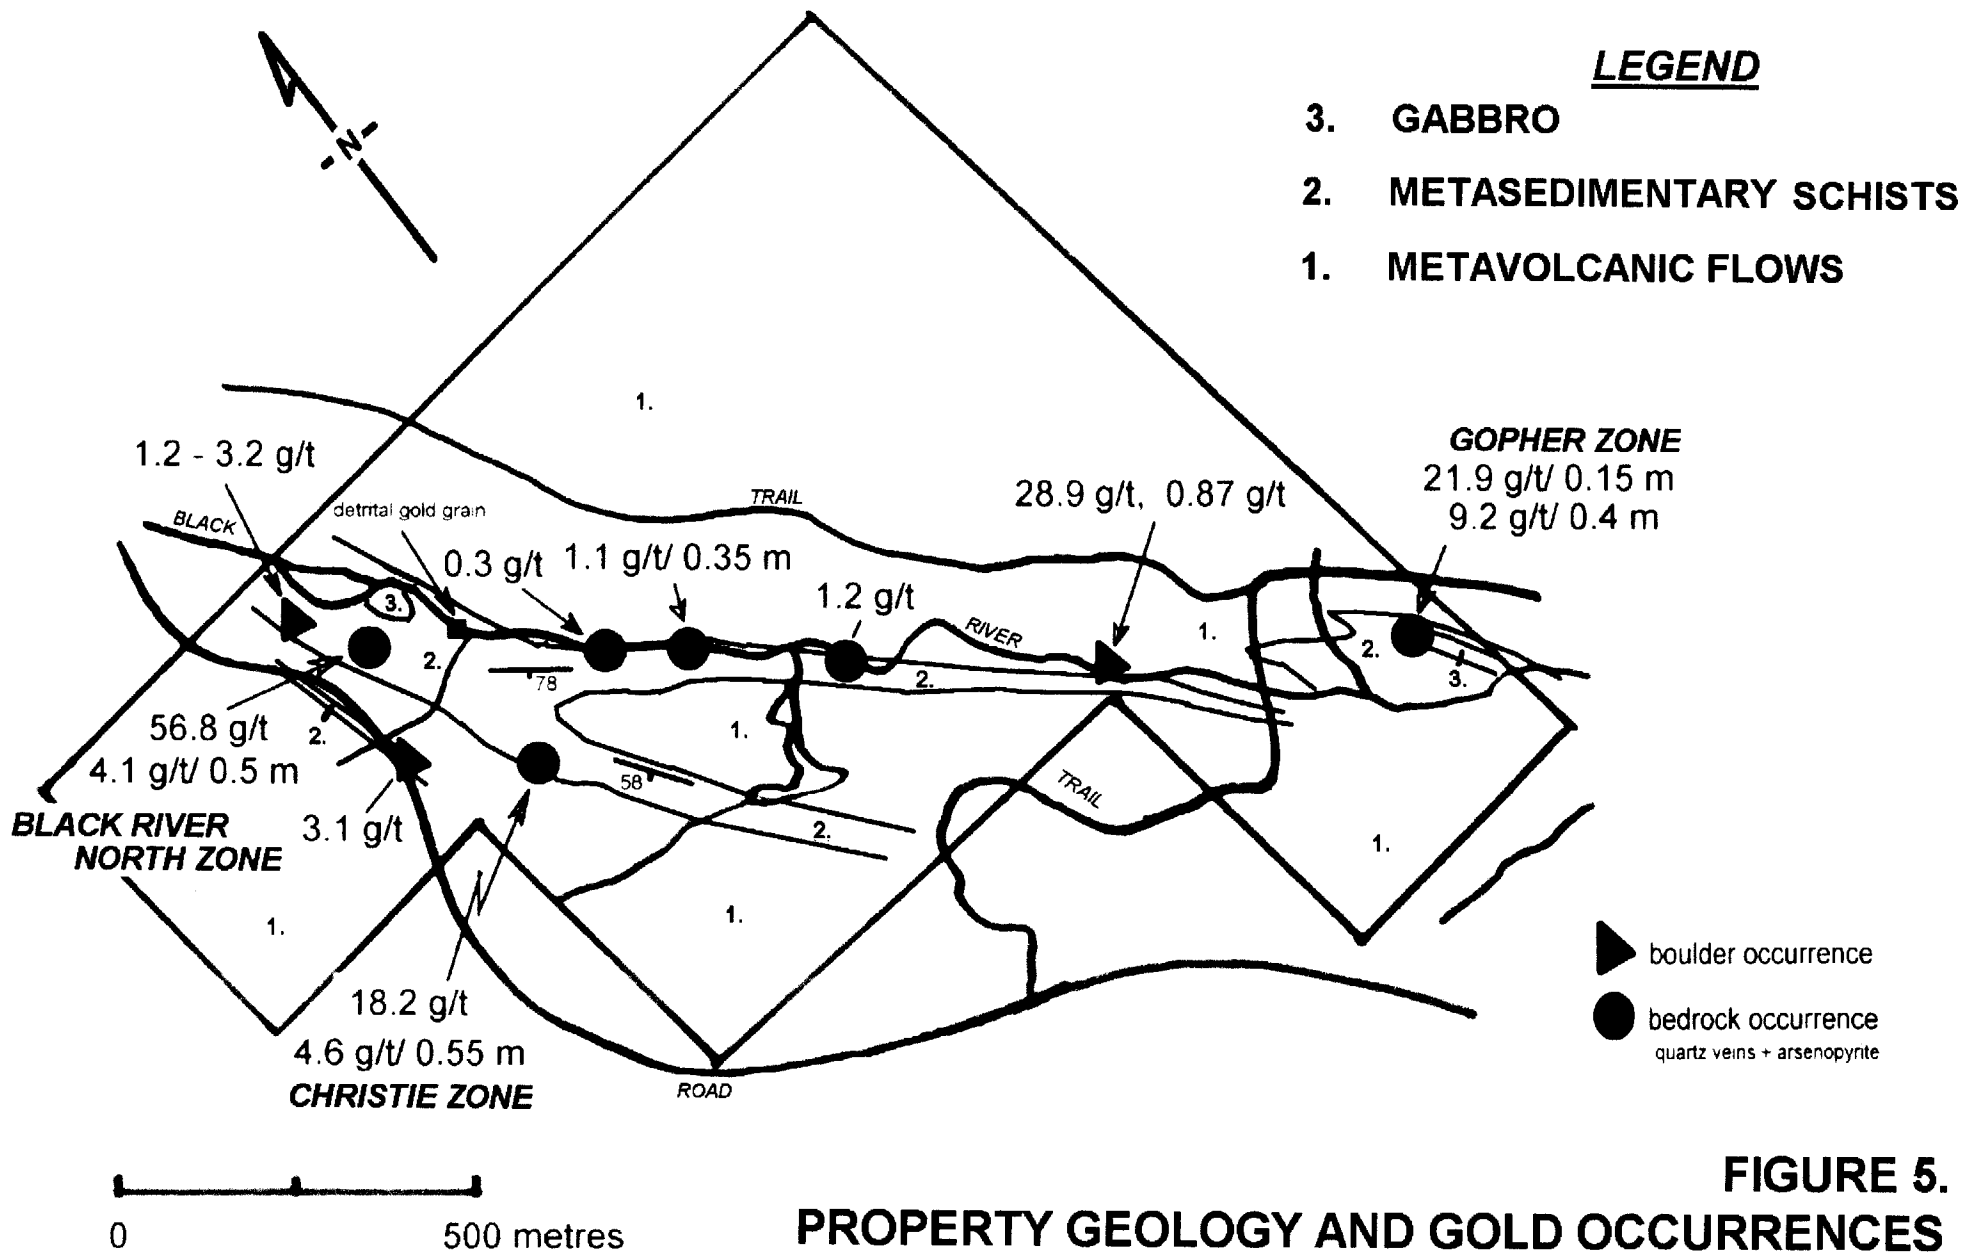 LEGEND
3. GABBRO
2. METASEDIMENTARY SCHISTS
1. METAVOLCANIC FLOWS
N
1.
1.2 - 3.2 g/t
BLACK
detrital gold grain
TRAIL
0.3 g/t
1.1 g/t/ 0.35 m
1.2 g/t
RIVER
28.9 g/t, 0.87 g/t
GOPHER ZONE
21.9 g/t/ 0.15 m
9.2 g/t/ 0.4 m
3.
2.
78
2.
1.
2.
3.
56.8 g/t
4.1 g/t/ 0.5 m
BLACK RIVER
NORTH ZONE
2.
3.1 g/t
1.
58
2.
TRAIL
1.
1.
1.
18.2 g/t
4.6 g/t/ 0.55 m
CHRISTIE ZONE
ROAD
boulder occurrence
bedrock occurrence
quartz veins + arsenopyrite
0 500 metres
FIGURE 5.
PROPERTY GEOLOGY AND GOLD OCCURRENCES